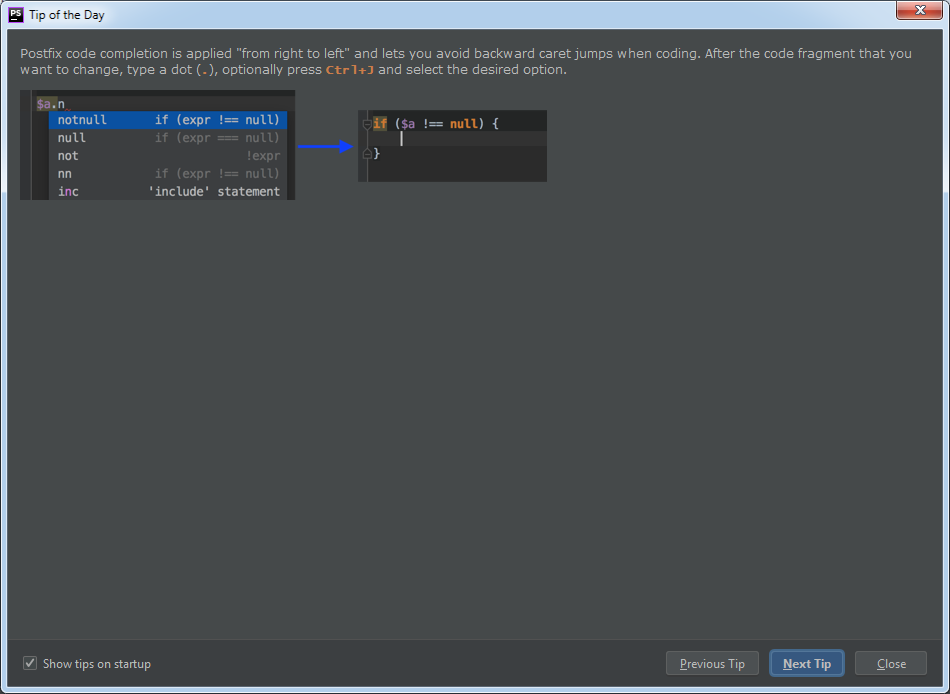 PS Tip of the Day
Postfix code completion is applied "from right to left" and lets you avoid backward caret jumps when coding. After the code fragment that you
want to change, type a dot (.), optionally press Ctrl+J and select the desired option.
$a.n
notnull if (expr !== null)
null if (expr === null)
not !expr
nn if (expr !== null)
inc 'include' statement
if ($a !== null) {
}
Show tips on startup
Previous Tip
Next Tip
Close